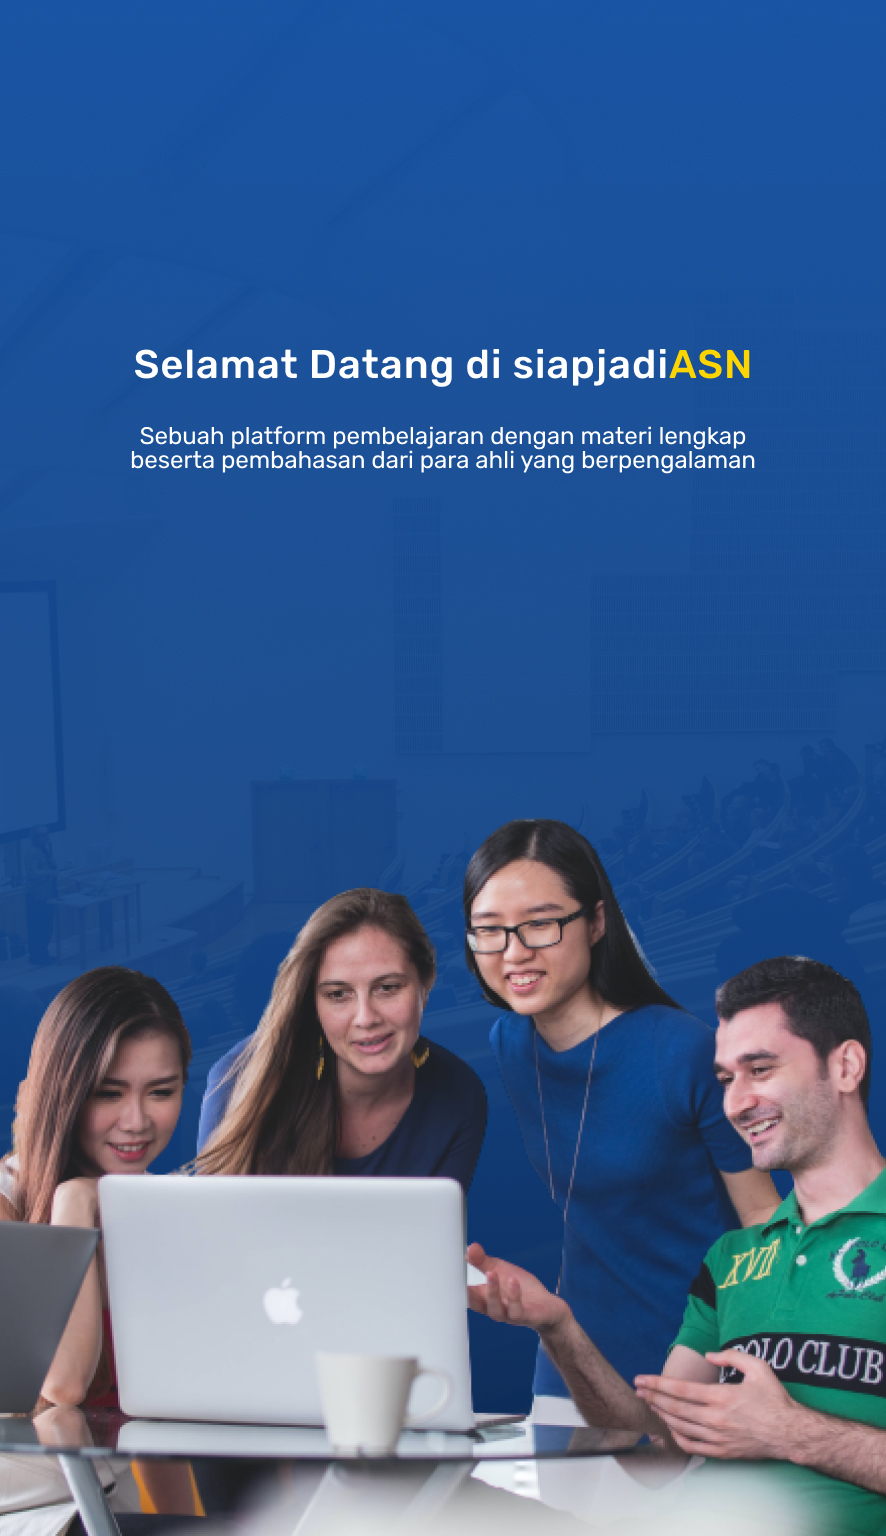 Selamat Datang di siapjadiASN
Sebuah platform pembelajaran dengan materi lengkap
beserta pembahasan dari para ahli yang berpengalaman
XVII
POLO CLUB